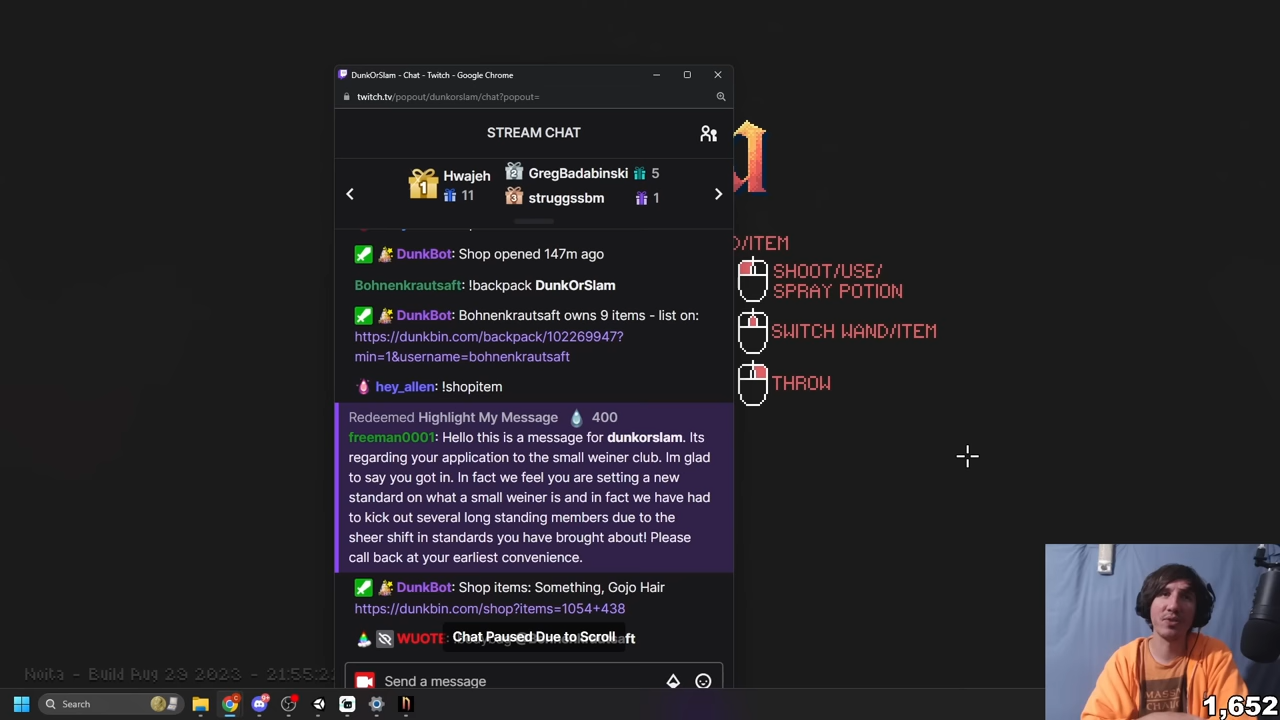 DunkOrSlam - Chat - Twitch - Google Chrome
twitch.tv/popout/dunkorslam/chat?popout=
STREAM CHAT
1 Hwajeh 11
2 GregBadabinski 5
3 struggssbm 1
DunkBot: Shop opened 147m ago
Bohnenkrautsaft: !backpack DunkOrSlam
DunkBot: Bohnenkrautsaft owns 9 items - list on:
https://dunkbin.com/backpack/102269947?
min=1&username=bohnenkrautsaft
hey_allen: !shopitem
Redeemed Highlight My Message 400
freeman0001: Hello this is a message for dunkorslam. Its
regarding your application to the small weiner club. Im glad
to say you got in. In fact we feel you are setting a new
standard on what a small weiner is and in fact we have had
to kick out several long standing members due to the
sheer shift in standards you have brought about! Please
call back at your earliest convenience.
DunkBot: Shop items: Something, Gojo Hair
https://dunkbin.com/shop?items=1054+438
WUOTE
Chat Paused Due to Scroll
aft
Send a message
D/ITEM
SHOOT/USE/
SPRAY POTION
SWITCH WAND/ITEM
THROW
Noita - Build Aug 29 2023 - 21:55:2
Search
MASSA
CHAU
1,652